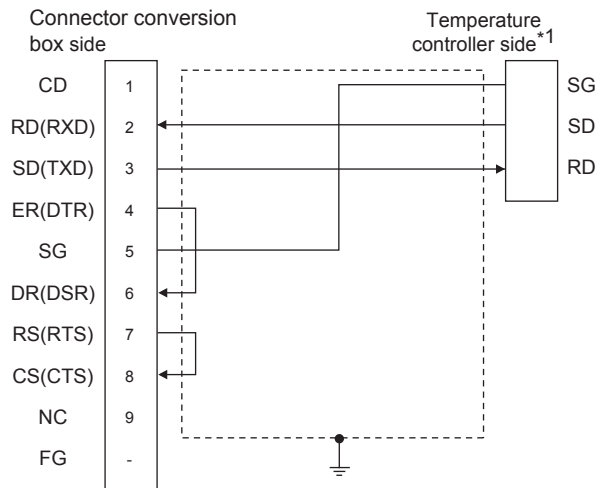 Connector conversion
box side
Temperature
controller side*1
CD 1
RD(RXD) 2
SD(TXD) 3
ER(DTR) 4
SG 5
DR(DSR) 6
RS(RTS) 7
CS(CTS) 8
NC 9
FG -
SG
SD
RD